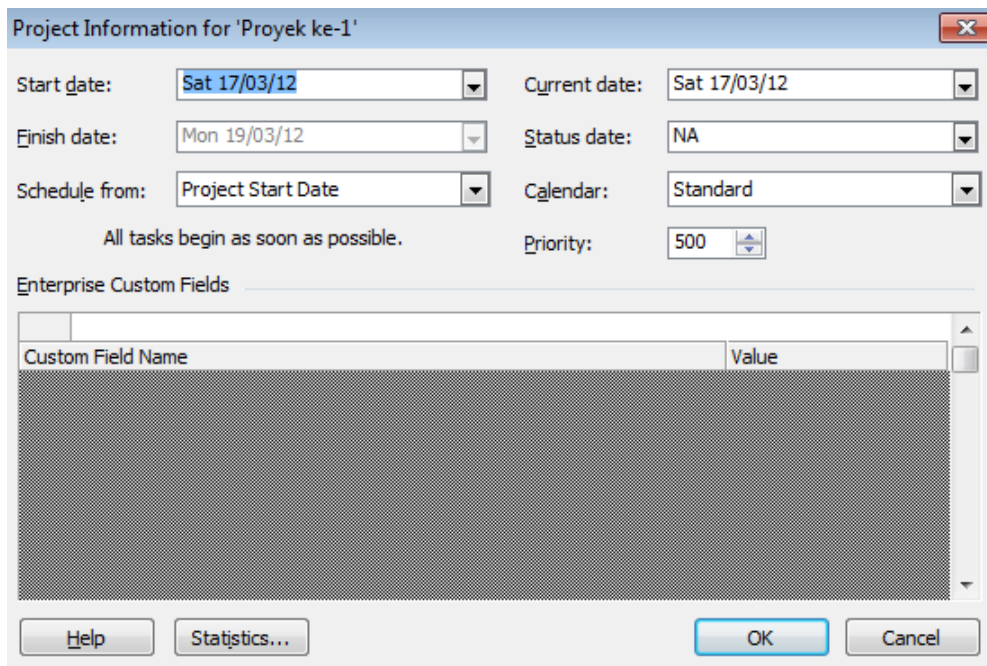 Project Information for 'Proyek ke-1'
Start date: Sat 17/03/12 Current date: Sat 17/03/12
Finish date: Mon 19/03/12 Status date: NA
Schedule from: Project Start Date Calendar: Standard
All tasks begin as soon as possible. Priority: 500
Enterprise Custom Fields
Custom Field Name Value
Help Statistics... OK Cancel